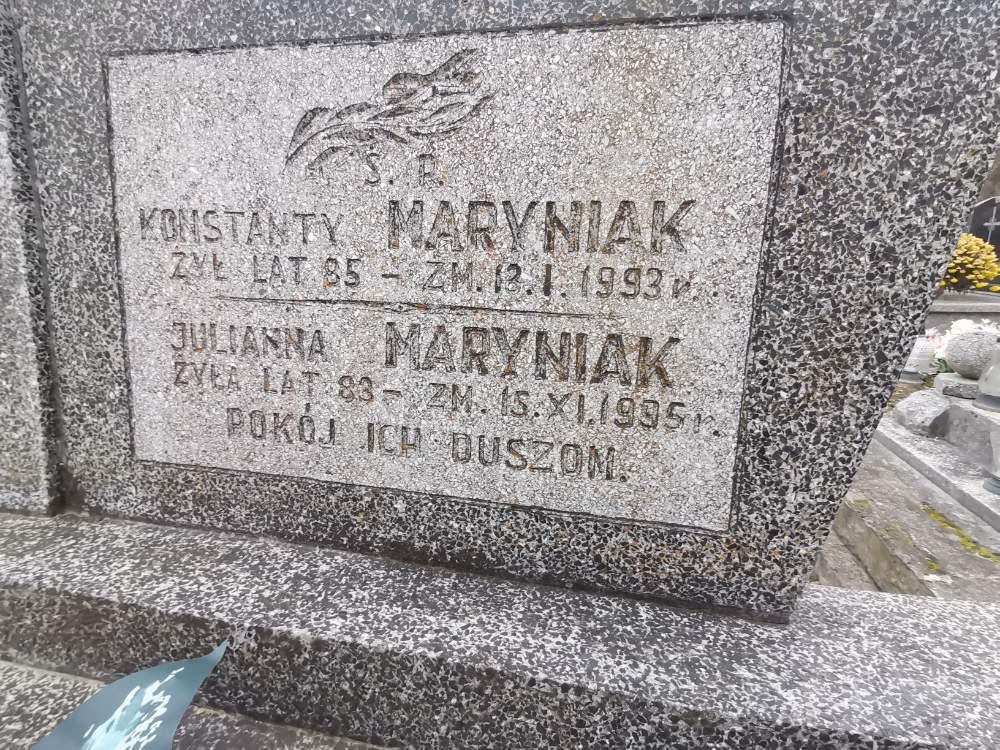 Ś. P.
KONSTANTY MARYNIAK
ŻYŁ LAT 85 - ZM. 13.I.1993 r.
JULIANNA MARYNIAK
ŻYŁA LAT 83 - ZM. 15.XI.1995 r.
POKÓJ ICH DUSZOM.